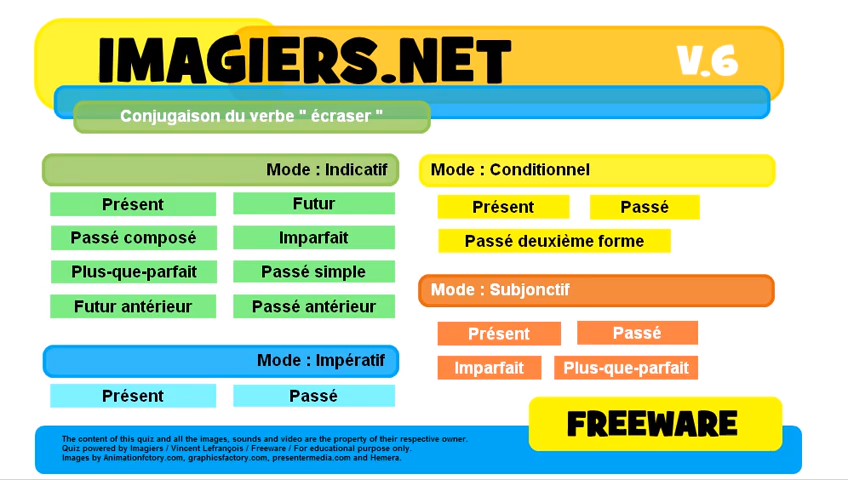 IMAGIERS.NET
V.6
Conjugaison du verbe " écraser "
Mode : Indicatif
Présent
Futur
Passé composé
Imparfait
Plus-que-parfait
Passé simple
Futur antérieur
Passé antérieur
Mode : Impératif
Présent
Passé
Mode : Conditionnel
Présent
Passé
Passé deuxième forme
Mode : Subjonctif
Présent
Passé
Imparfait
Plus-que-parfait
FREEWARE
The content of this quiz and all the images, sounds and video are the property of their respective owner.
Quiz powered by Imagiers / Vincent Lefrançois / Freeware / For educational purpose only.
Images by Animationfctory.com, graphicsfactory.com, presentermedia.com and Hemera.